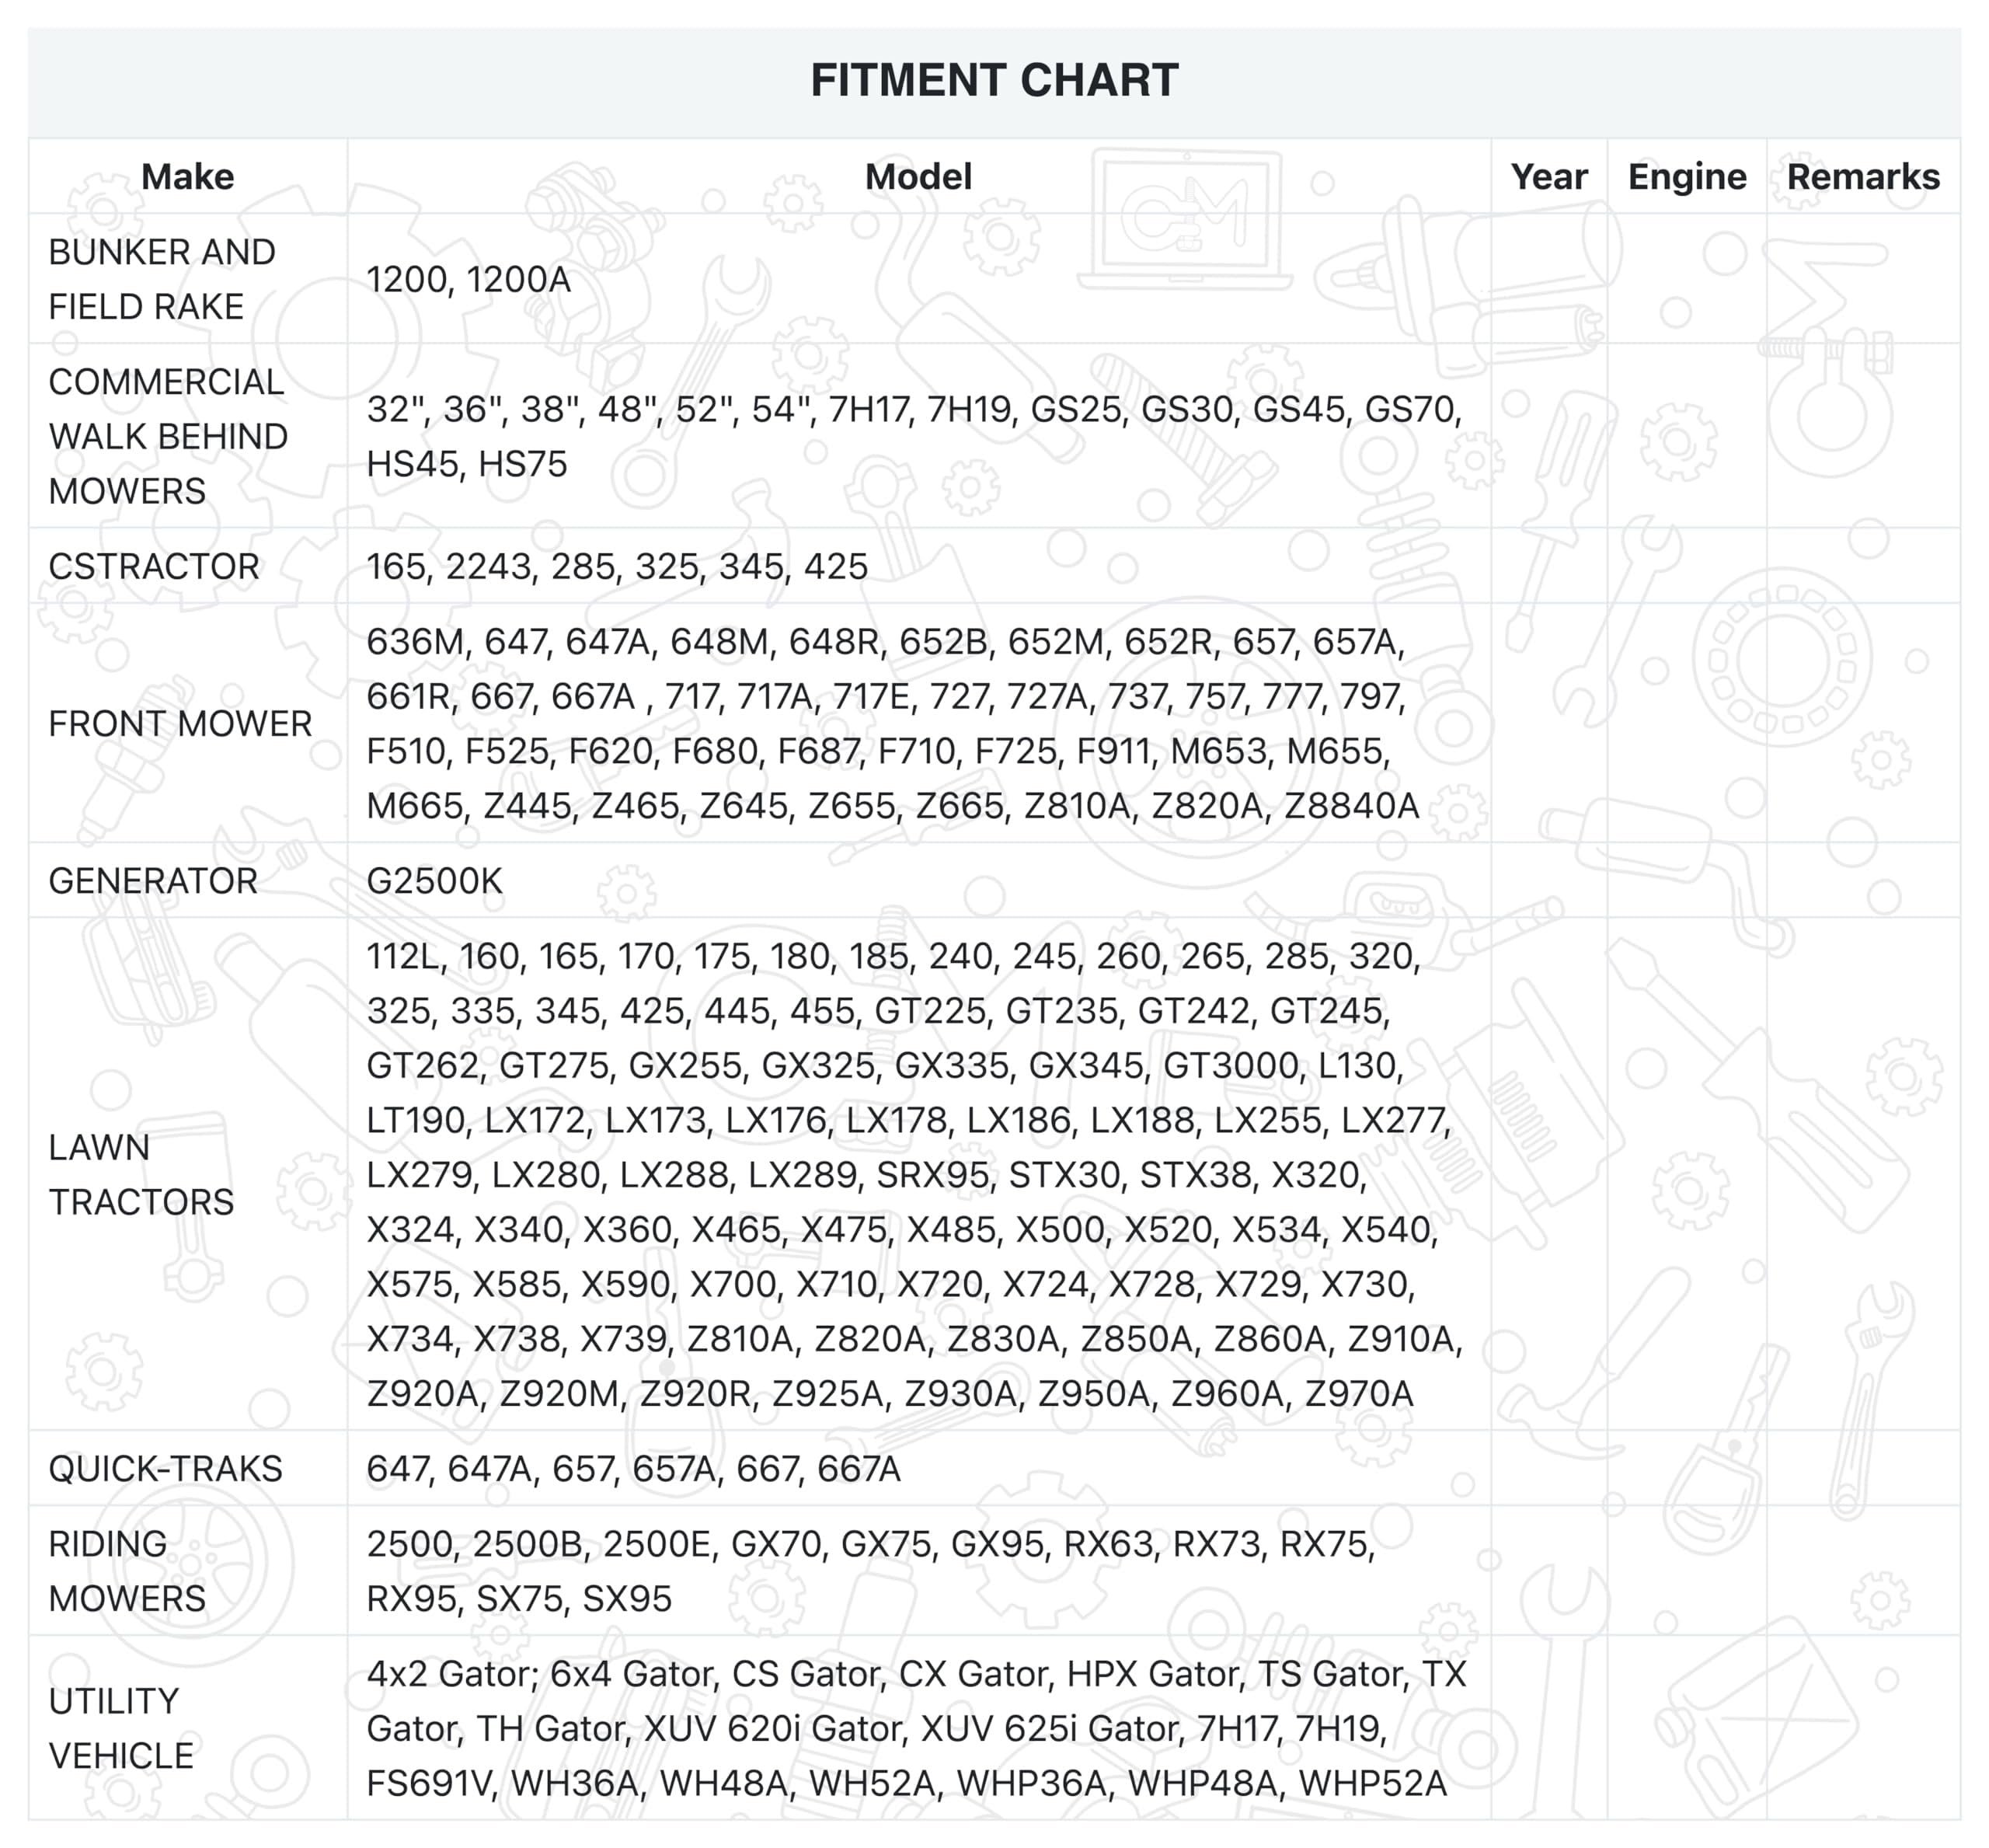 FITMENT CHART
Make Model Year Engine Remarks
BUNKER AND
FIELD RAKE
1200, 1200A
COMMERCIAL
WALK BEHIND
MOWERS
32", 36", 38", 48", 52", 54", 7H17, 7H19, GS25, GS30, GS45, GS70,
HS45, HS75
CSTRACTOR
165, 2243, 285, 325, 345, 425
FRONT MOWER
636M, 647, 647A, 648M, 648R, 652B, 652M, 652R, 657, 657A,
661R, 667, 667A , 717, 717A, 717E, 727, 727A, 737, 757, 777, 797,
F510, F525, F620, F680, F687, F710, F725, F911, M653, M655,
M665, Z445, Z465, Z645, Z655, Z665, Z810A, Z820A, Z8840A
GENERATOR
G2500K
LAWN
TRACTORS
112L, 160, 165, 170, 175, 180, 185, 240, 245, 260, 265, 285, 320,
325, 335, 345, 425, 445, 455, GT225, GT235, GT242, GT245,
GT262, GT275, GX255, GX325, GX335, GX345, GT3000, L130,
LT190, LX172, LX173, LX176, LX178, LX186, LX188, LX255, LX277,
LX279, LX280, LX288, LX289, SRX95, STX30, STX38, X320,
X324, X340, X360, X465, X475, X485, X500, X520, X534, X540,
X575, X585, X590, X700, X710, X720, X724, X728, X729, X730,
X734, X738, X739, Z810A, Z820A, Z830A, Z850A, Z860A, Z910A,
Z920A, Z920M, Z920R, Z925A, Z930A, Z950A, Z960A, Z970A
QUICK-TRAKS
647, 647A, 657, 657A, 667, 667A
RIDING
MOWERS
2500, 2500B, 2500E, GX70, GX75, GX95, RX63, RX73, RX75,
RX95, SX75, SX95
UTILITY
VEHICLE
4x2 Gator; 6x4 Gator, CS Gator, CX Gator, HPX Gator, TS Gator, TX
Gator, TH Gator, XUV 620i Gator, XUV 625i Gator, 7H17, 7H19,
FS691V, WH36A, WH48A, WH52A, WHP36A, WHP48A, WHP52A